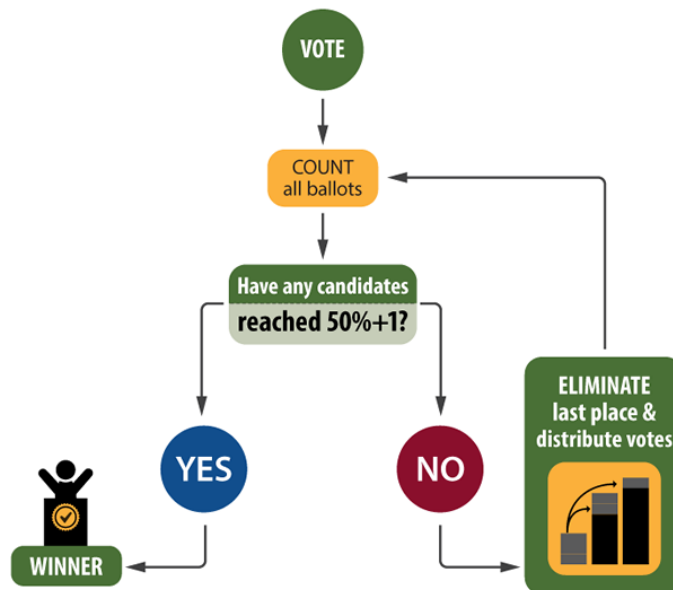 VOTE
COUNT
all ballots
Have any candidates
reached 50%+1?
YES
NO
WINNER
ELIMINATE
last place &
distribute votes